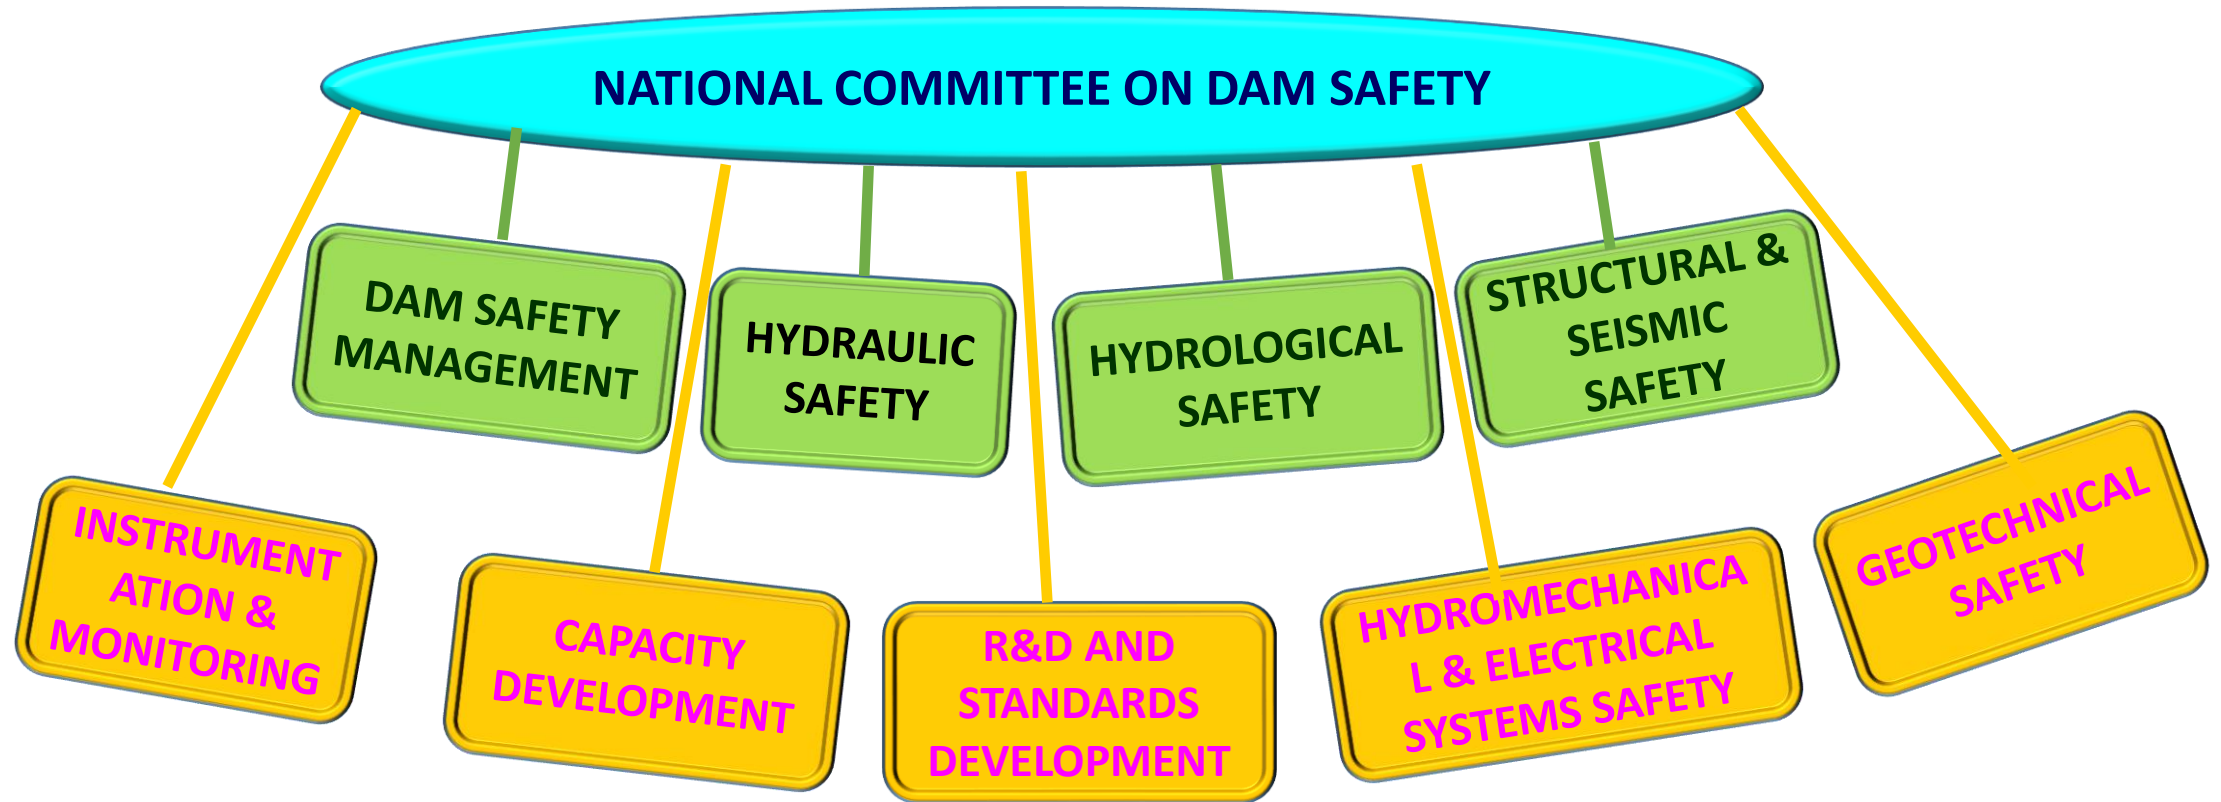 NATIONAL COMMITTEE ON DAM SAFETY
DAM SAFETY
MANAGEMENT
HYDRAULIC
SAFETY
HYDROLOGICAL
SAFETY
STRUCTURAL &
SEISMIC
SAFETY
INSTRUMENT
ATION &
MONITORING
CAPACITY
DEVELOPMENT
R&D AND
STANDARDS
DEVELOPMENT
HYDROMECHANICA
L & ELECTRICAL
SYSTEMS SAFETY
GEOTECHNICAL
SAFETY